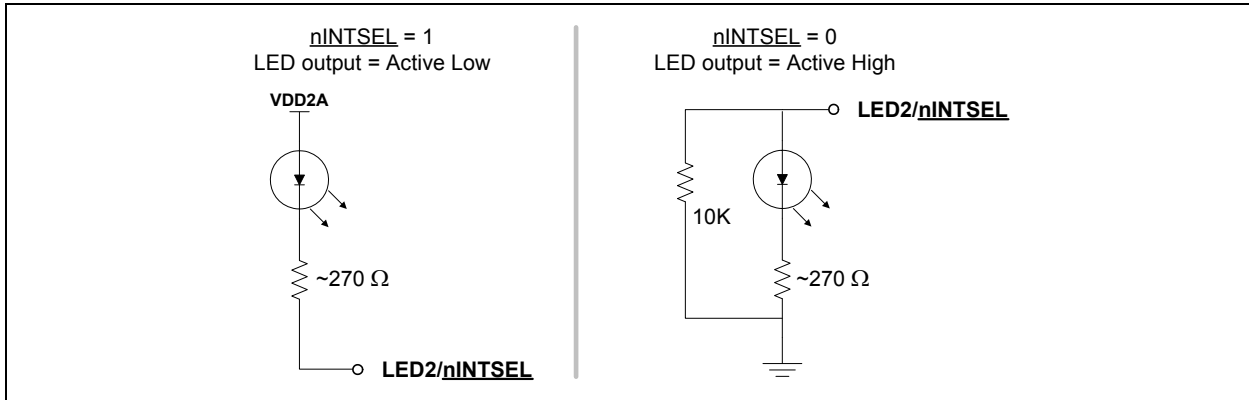 nINTSEL = 1
LED output = Active Low
VDD2A
~270 Ω
LED2/nINTSEL
nINTSEL = 0
LED output = Active High
LED2/nINTSEL
10K
~270 Ω